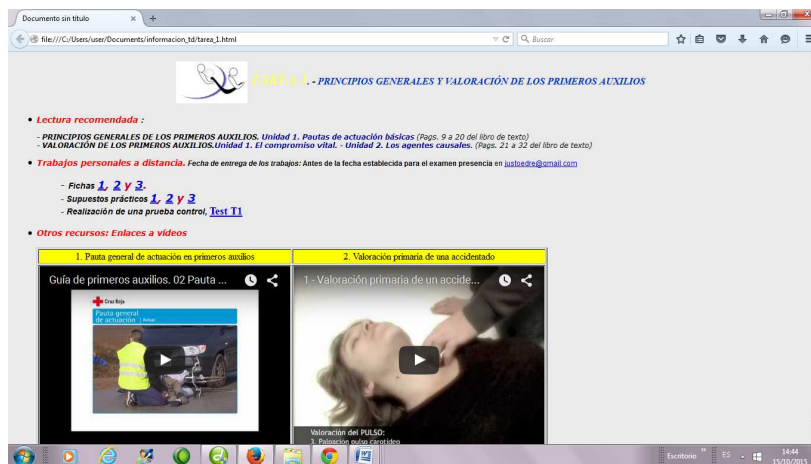 Documento sin título
file:///C:/Users/user/Documents/informacion_td/tarea_1.html
Buscar
TAREA 1. - PRINCIPIOS GENERALES Y VALORACIÓN DE LOS PRIMEROS AUXILIOS
• Lectura recomendada :
- PRINCIPIOS GENERALES DE LOS PRIMEROS AUXILIOS. Unidad 1. Pautas de actuación básicas (Pags. 9 a 20 del libro de texto)
- VALORACIÓN DE LOS PRIMEROS AUXILIOS.Unidad 1. El compromiso vital. - Unidad 2. Los agentes causales. (Pags. 21 a 32 del libro de texto)
• Trabajos personales a distancia. Fecha de entrega de los trabajos: Antes de la fecha establecida para el examen presencia en justoedre@gmail.com
- Fichas 1, 2 y 3.
- Supuestos prácticos 1, 2 y 3
- Realización de una prueba control, Test T1
• Otros recursos: Enlaces a vídeos
1. Pauta general de actuación en primeros auxilios
2. Valoración primaria de una accidentado
Guía de primeros auxilios. 02 Pauta ...
1 - Valoración primaria de un accide...
Cruz Roja
Pauta general
de actuación
Valoración del PULSO:
3. Palpación pulso carotídeo
Escritorio
ES
14:44
15/10/2015